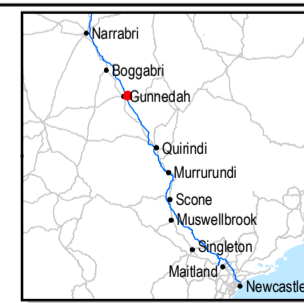 Narrabri
Boggabri
Gunnedah
Quirindi
Murrurundi
Scone
Muswellbrook
Singleton
Maitland
Newcastle